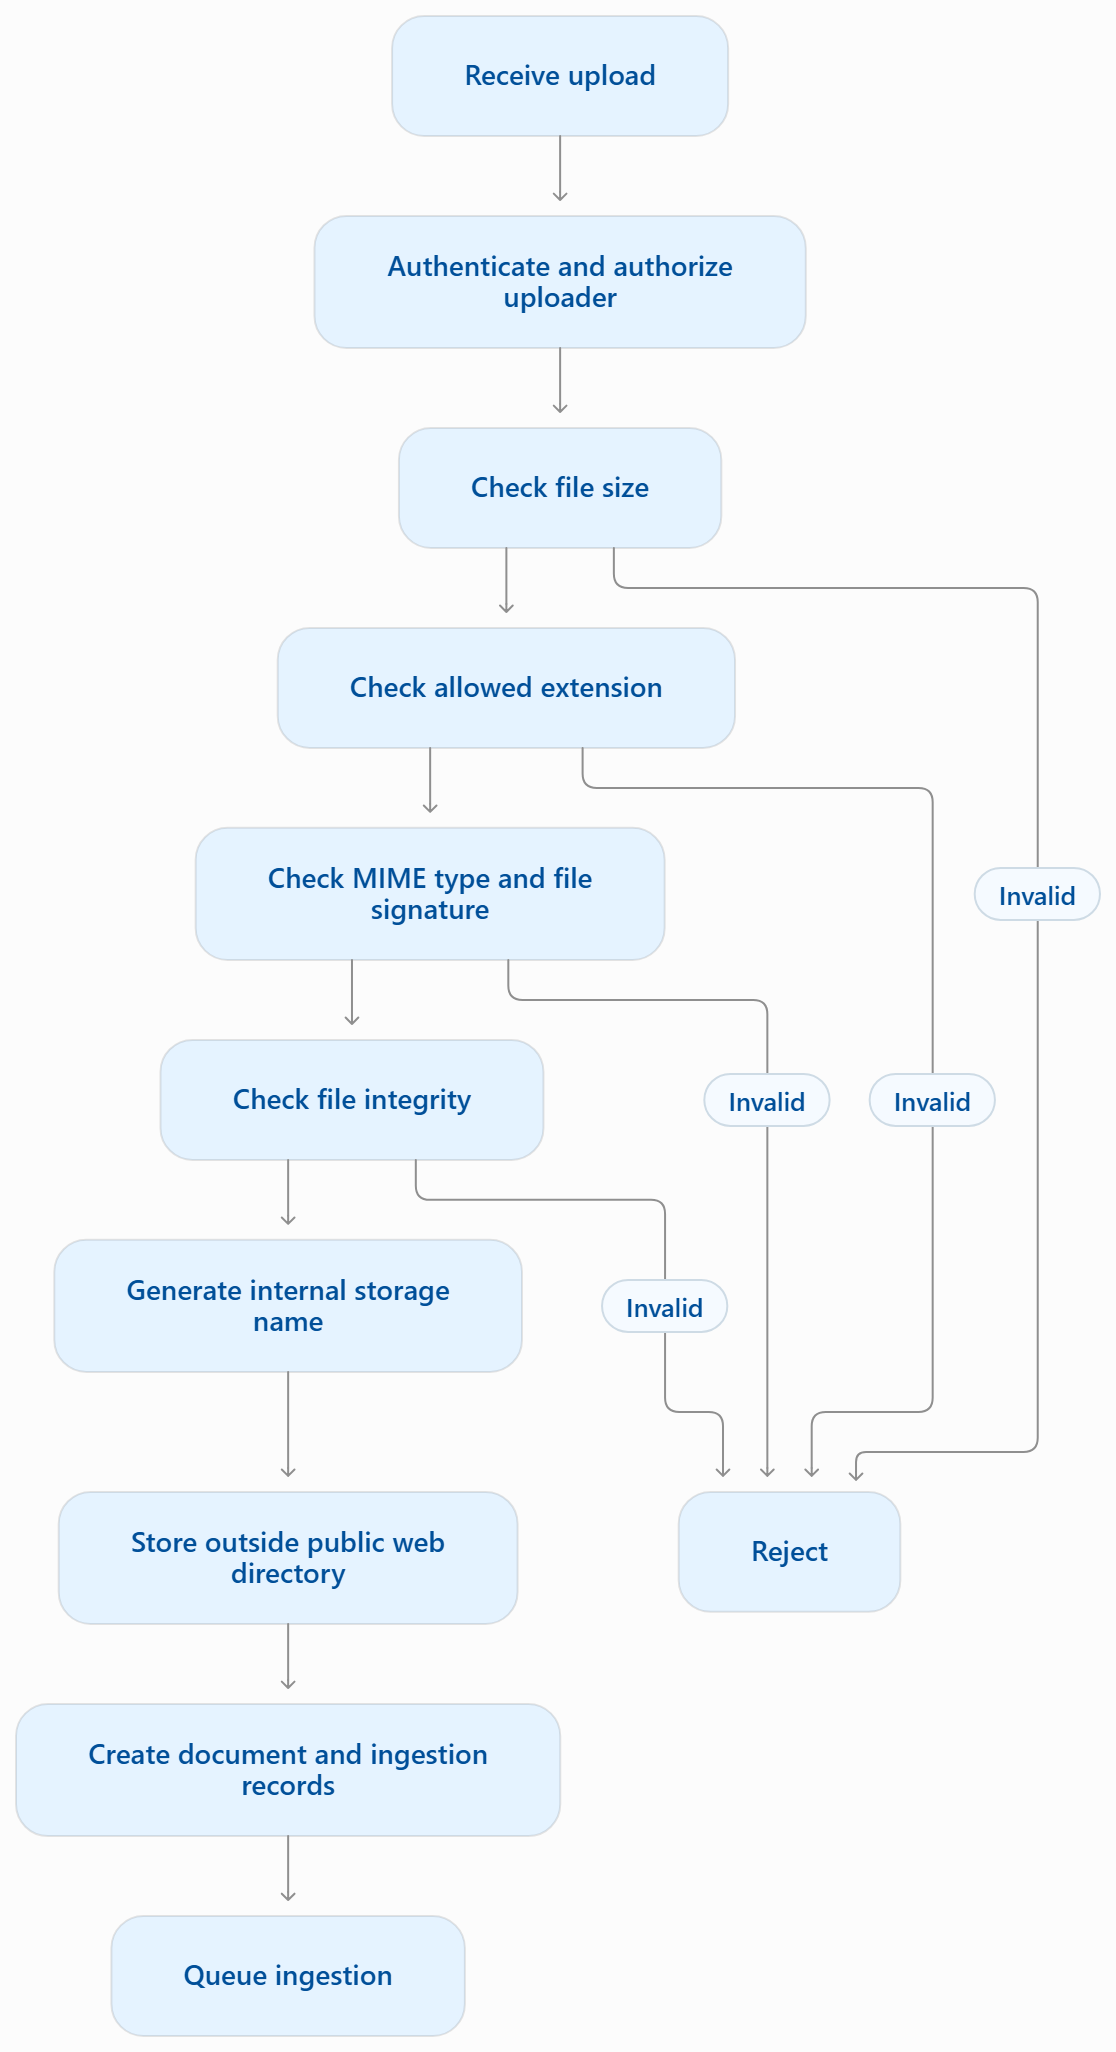 Receive upload
Authenticate and authorize
uploader
Check file size
Check allowed extension
Check MIME type and file
signature
Invalid
Check file integrity
Invalid
Invalid
Generate internal storage
name
Invalid
Store outside public web
directory
Reject
Create document and ingestion
records
Queue ingestion